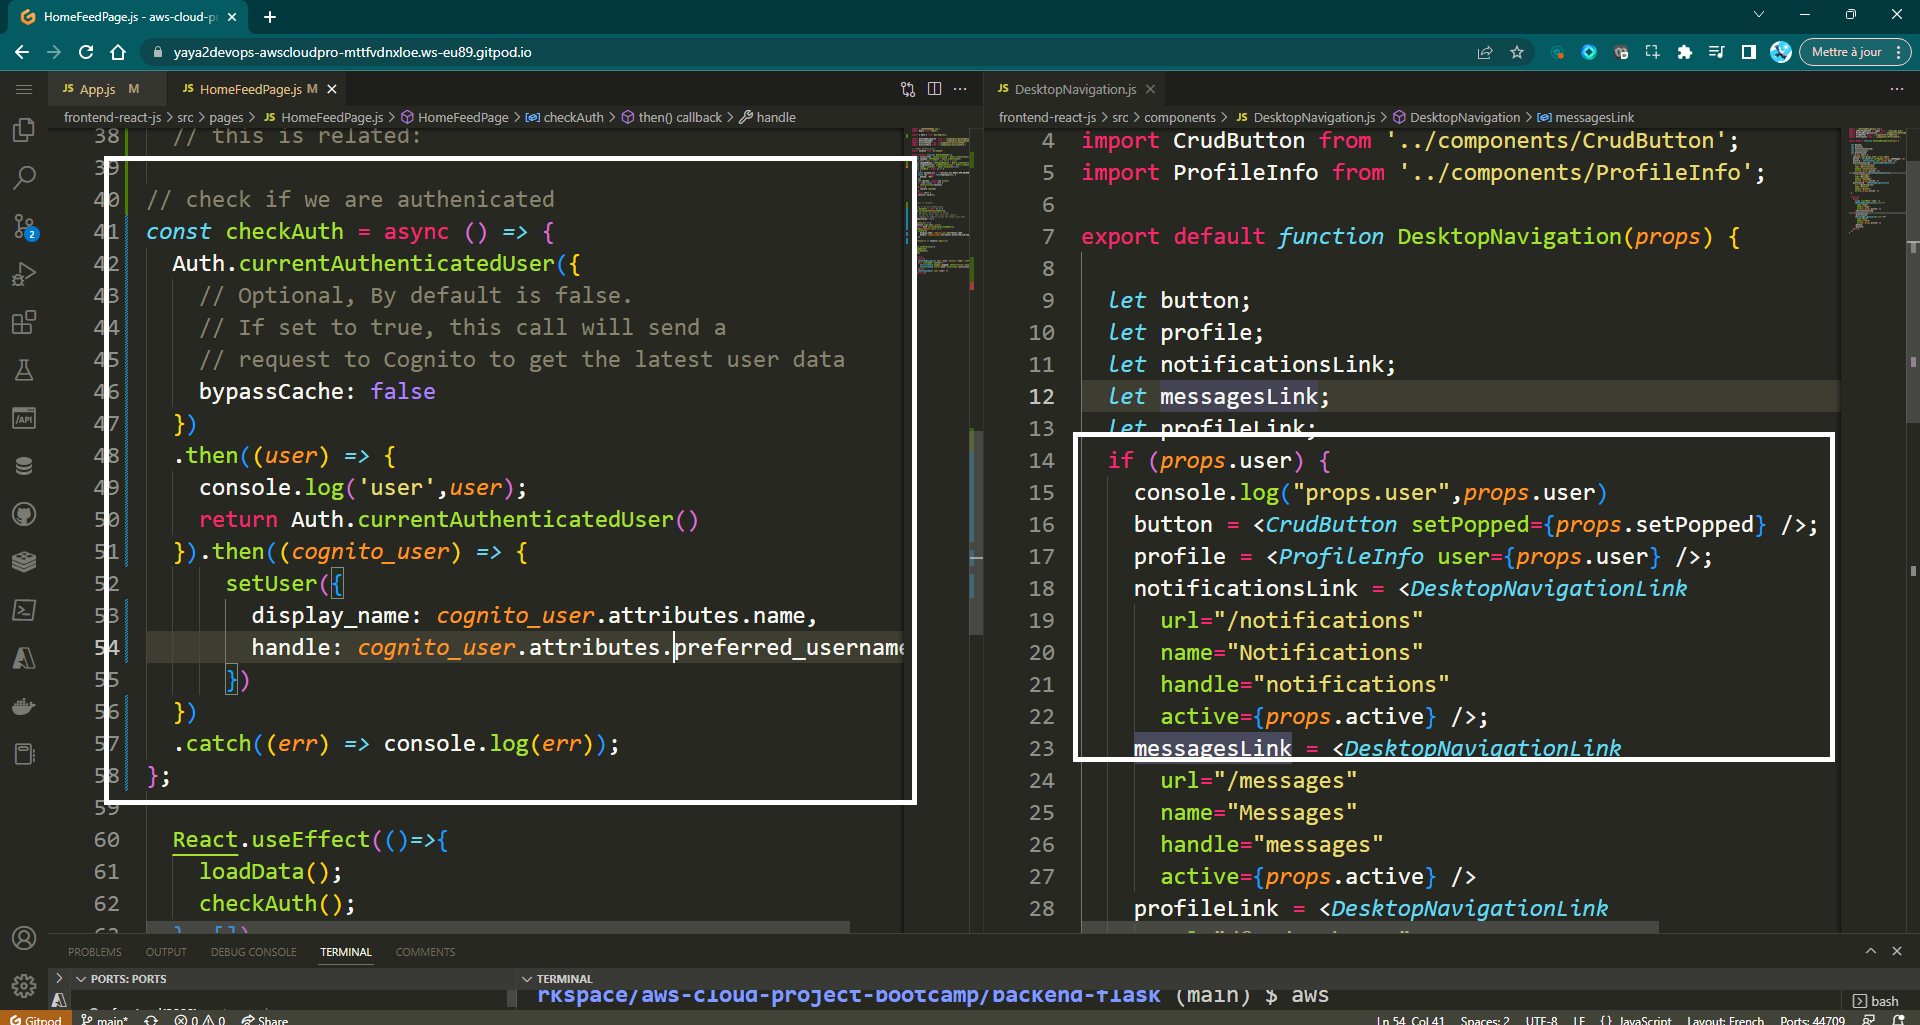 HomeFeedPage.js - aws-cloud-pr
yaya2devops-awscloudpro-mttfvdnxloe.ws-eu89.gitpod.io
Mettre à jour
JS App.js M
JS HomeFeedPage.js M
JS DesktopNavigation.js
frontend-react-js > src > pages > JS HomeFeedPage.js > HomeFeedPage > checkAuth > then() callback > handle
frontend-react-js > src > components > JS DesktopNavigation.js > DesktopNavigation > messagesLink
38 // this is related:
39
40 // check if we are authenicated
41 const checkAuth = async () => {
42 Auth.currentAuthenticatedUser({
43 // Optional, By default is false.
44 // If set to true, this call will send a
45 // request to Cognito to get the latest user data
46 bypassCache: false
47 })
48 .then((user) => {
49 console.log('user',user);
50 return Auth.currentAuthenticatedUser()
51 }).then((cognito_user) => {
52 setUser({
53 display_name: cognito_user.attributes.name,
54 handle: cognito_user.attributes.preferred_username
55 })
56 })
57 .catch((err) => console.log(err));
58 };
59
60 React.useEffect(()=>{
61 loadData();
62 checkAuth();
4 import CrudButton from '../components/CrudButton';
5 import ProfileInfo from '../components/ProfileInfo';
6
7 export default function DesktopNavigation(props) {
8
9 let button;
10 let profile;
11 let notificationsLink;
12 let messagesLink;
13 let profileLink;
14 if (props.user) {
15 console.log("props.user",props.user)
16 button = <CrudButton setPopped={props.setPopped} />;
17 profile = <ProfileInfo user={props.user} />;
18 notificationsLink = <DesktopNavigationLink
19 url="/notifications"
20 name="Notifications"
21 handle="notifications"
22 active={props.active} />;
23 messagesLink = <DesktopNavigationLink
24 url="/messages"
25 name="Messages"
26 handle="messages"
27 active={props.active} />
28 profileLink = <DesktopNavigationLink
2
PROBLEMS OUTPUT DEBUG CONSOLE TERMINAL COMMENTS
PORTS: PORTS
TERMINAL
rkspace/aws-cloud-project-bootcamp/backend-flask (main) $ aws
bash
Gitpod main* 0 0 Share
Ln 54, Col 41 Spaces: 2 UTF-8 LF {} JavaScript Layout: French Ports: 44709